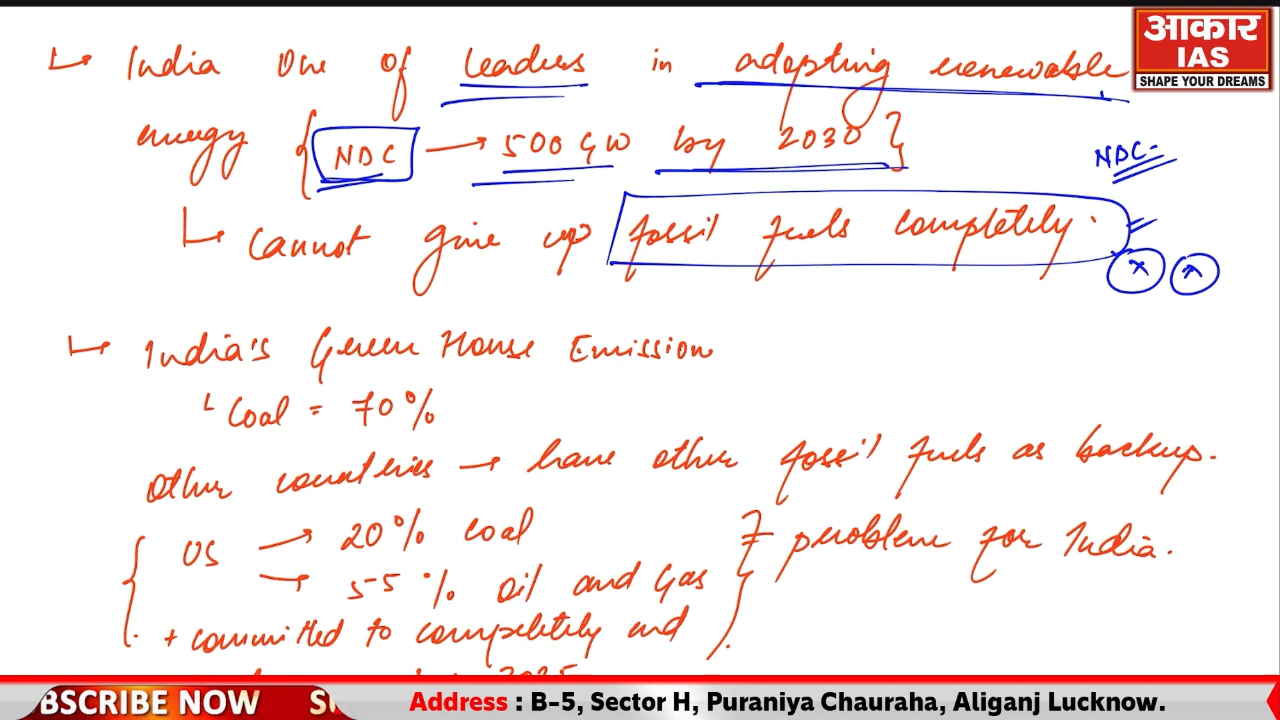 आकार
IAS
SHAPE YOUR DREAMS
↳ India one of leaders in adopting renewable
energy { NDC → 500 GW by 2030 }
NDC
↳ cannot give up fossil fuels completely.
↳ India's Green House Emission
↳ Coal = 70%
other countries → have other fossil fuels as backup.
US → 20% coal
→ 55% oil and Gas
problem for India.
+ committed to completely end
2035
BSCRIBE NOW
Address : B-5, Sector H, Puraniya Chauraha, Aliganj Lucknow.